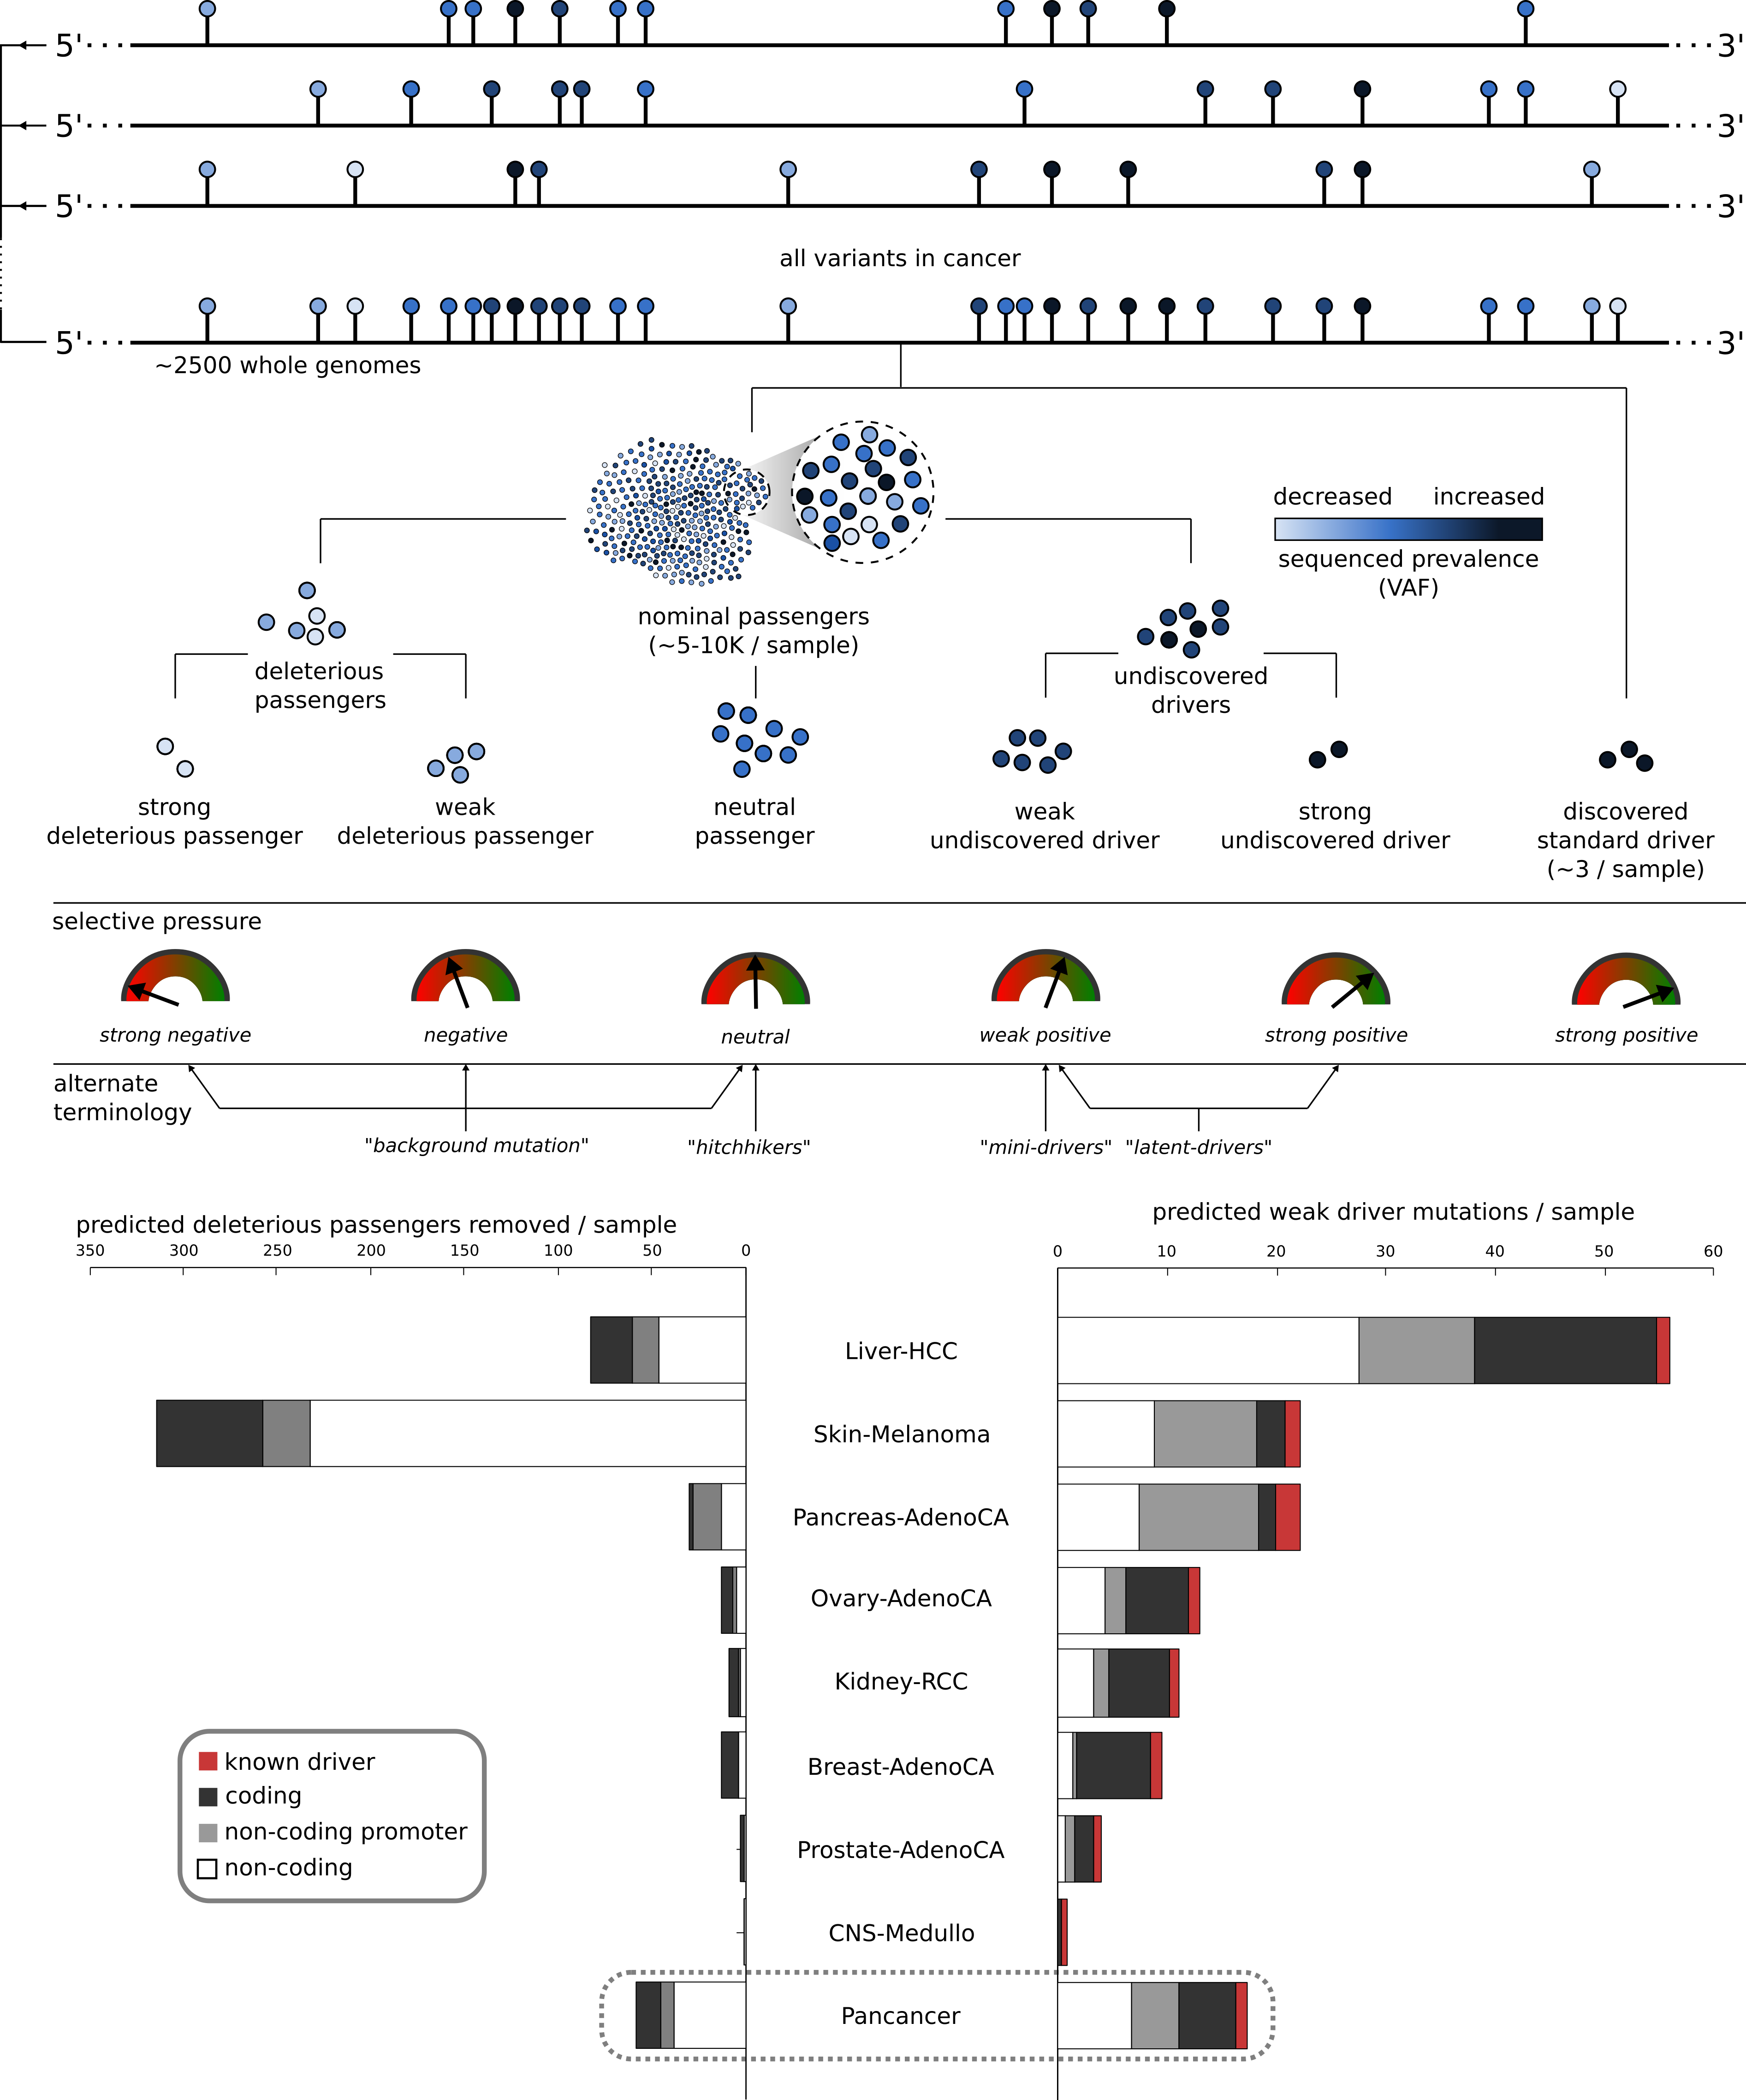 5'
3'
5'
3'
5'
3'
all variants in cancer
5'
3'
~2500 whole genomes
decreased increased
sequenced prevalence
(VAF)
nominal passengers
(~5-10K / sample)
deleterious
passengers
undiscovered
drivers
strong
deleterious passenger
weak
deleterious passenger
neutral
passenger
weak
undiscovered driver
strong
undiscovered driver
discovered
standard driver
(~3 / sample)
selective pressure
strong negative
negative
neutral
weak positive
strong positive
strong positive
alternate
terminology
"background mutation"
"hitchhikers"
"mini-drivers"
"latent-drivers"
predicted deleterious passengers removed / sample
350 300 250 200 150 100 50 0
predicted weak driver mutations / sample
0 10 20 30 40 50 60
Liver-HCC
Skin-Melanoma
Pancreas-AdenoCA
Ovary-AdenoCA
Kidney-RCC
Breast-AdenoCA
Prostate-AdenoCA
CNS-Medullo
Pancancer
known driver
coding
non-coding promoter
non-coding